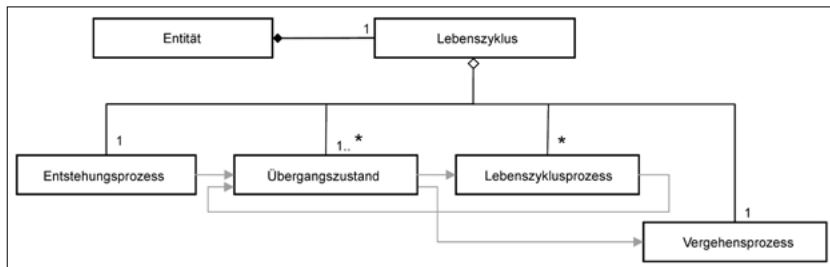 Entität
1
Lebenszyklus
1
1.. *
*
Entstehungsprozess
Übergangszustand
Lebenszyklusprozess
1
Vergehensprozess